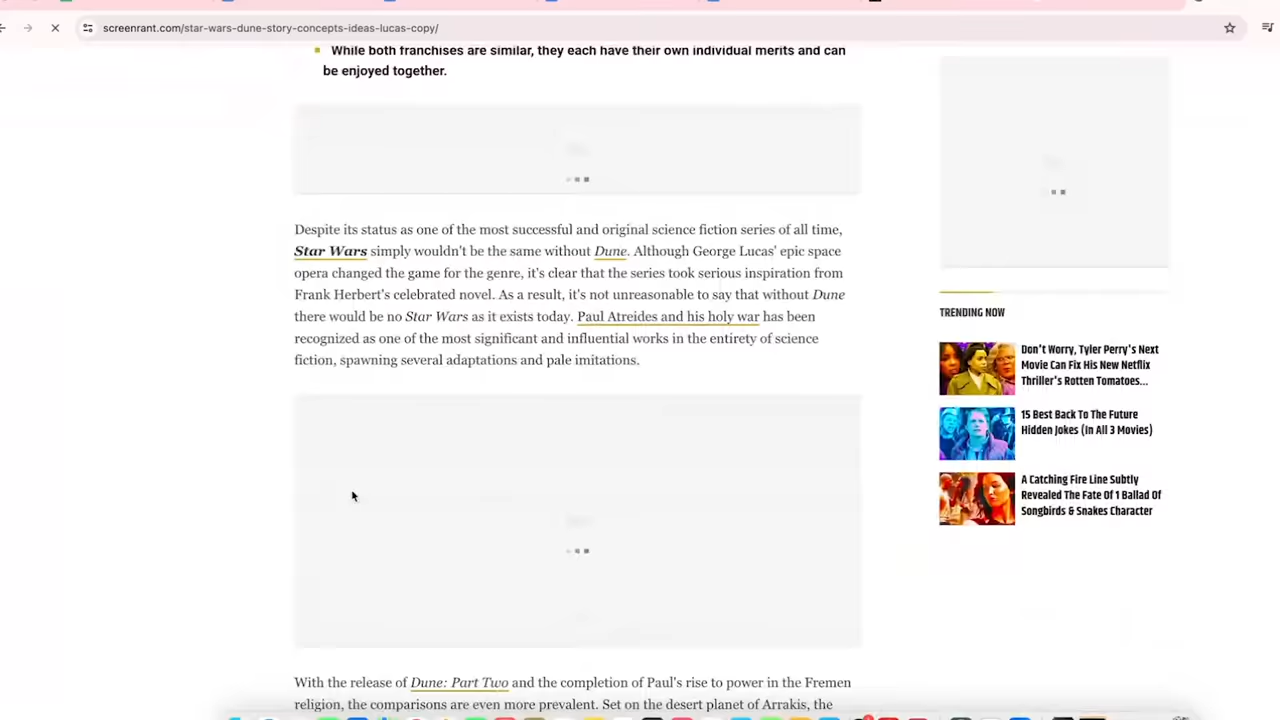 screenrant.com/star-wars-dune-story-concepts-ideas-lucas-copy/
While both franchises are similar, they each have their own individual merits and can
be enjoyed together.
Despite its status as one of the most successful and original science fiction series of all time,
Star Wars simply wouldn't be the same without Dune. Although George Lucas' epic space
opera changed the game for the genre, it's clear that the series took serious inspiration from
Frank Herbert's celebrated novel. As a result, it's not unreasonable to say that without Dune
there would be no Star Wars as it exists today. Paul Atreides and his holy war has been
recognized as one of the most significant and influential works in the entirety of science
fiction, spawning several adaptations and pale imitations.
With the release of Dune: Part Two and the completion of Paul's rise to power in the Fremen
religion, the comparisons are even more prevalent. Set on the desert planet of Arrakis, the
TRENDING NOW
Don't Worry, Tyler Perry's Next
Movie Can Fix His New Netflix
Thriller's Rotten Tomatoes...
15 Best Back To The Future
Hidden Jokes (In All 3 Movies)
A Catching Fire Line Subtly
Revealed The Fate Of 1 Ballad Of
Songbirds & Snakes Character